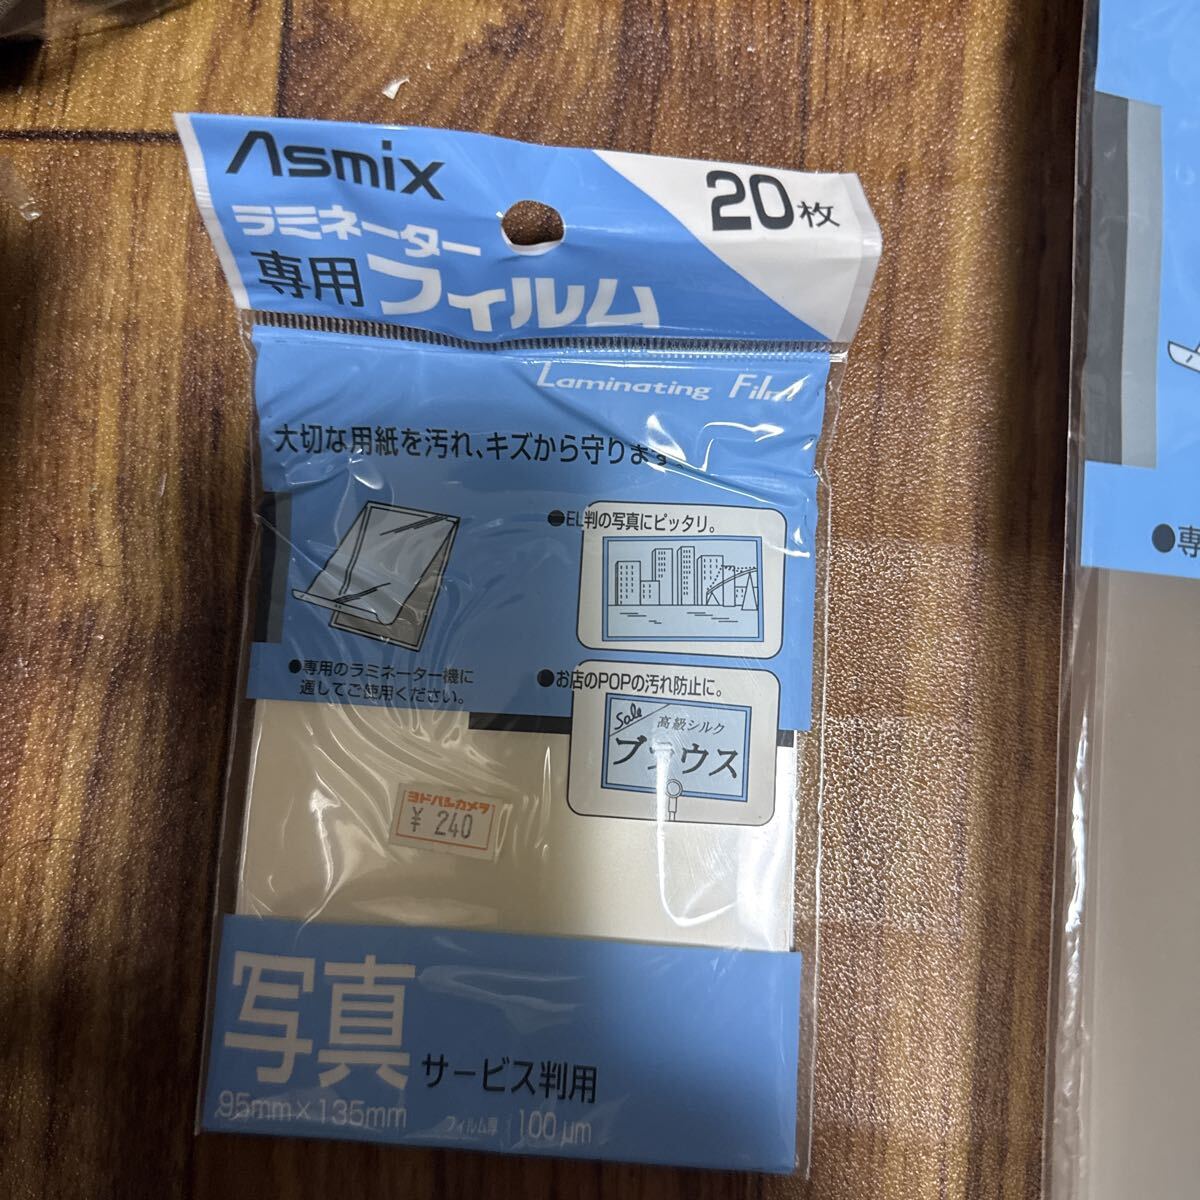 Asmix
20枚
ラミネーター
専用フィルム
Laminating Film
大切な用紙を汚れ、キズから守ります。
●EL判の写真にピッタリ。
●専用のラミネーター機に
通してご使用ください。
●お店のPOPの汚れ防止に。
Sale
高級シルク
ブラウス
ヨドバシカメラ
¥ 240
写真 サービス判用
95mm×135mm フィルム厚 100μm
●専